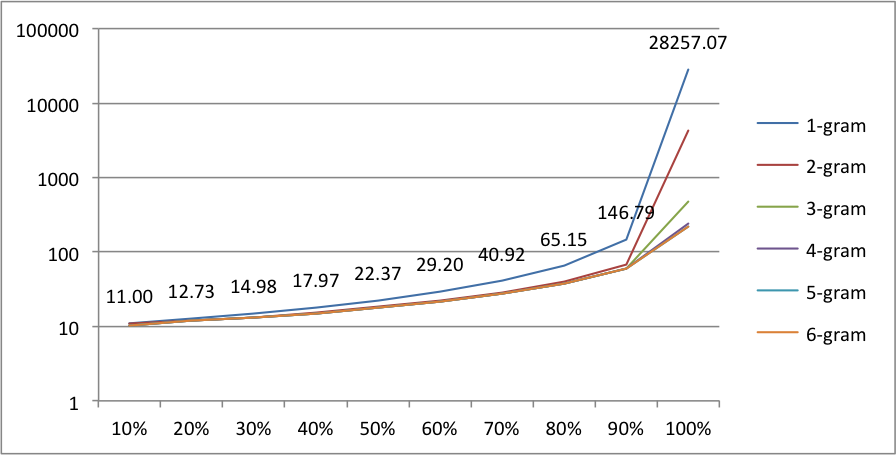 100000
10000
1000
100
10
1
28257.07
146.79
65.15
40.92
29.20
22.37
17.97
14.98
12.73
11.00
10% 20% 30% 40% 50% 60% 70% 80% 90% 100%
1-gram
2-gram
3-gram
4-gram
5-gram
6-gram